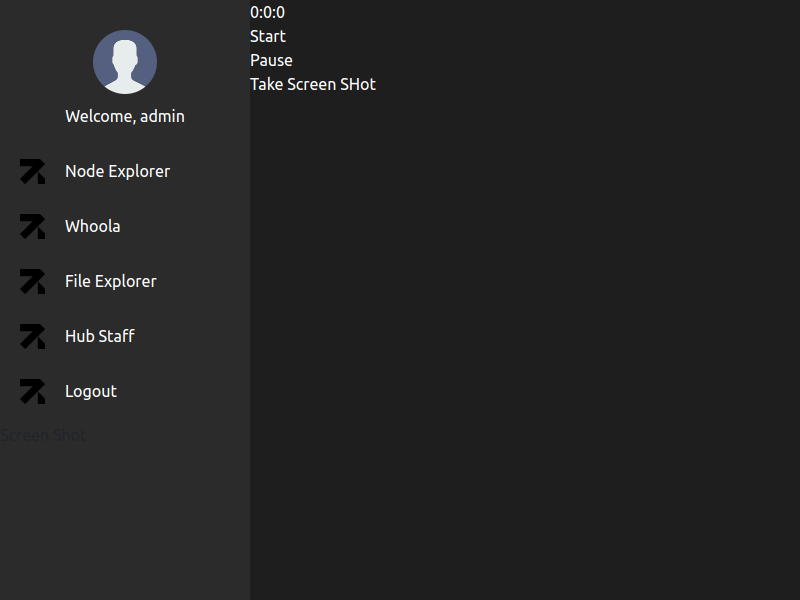 Welcome, admin
Node Explorer
Whoola
File Explorer
Hub Staff
Logout
Screen Shot
0:0:0
Start
Pause
Take Screen SHot